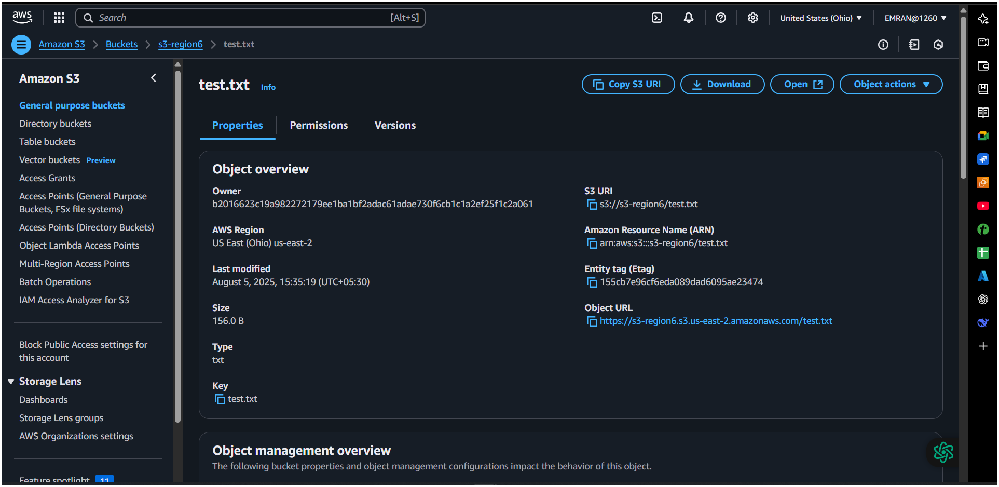 aws
Search [Alt+S]
United States (Ohio)
EMRAN@1260
Amazon S3 Buckets s3-region6 test.txt
Amazon S3
General purpose buckets
Directory buckets
Table buckets
Vector buckets Preview
Access Grants
Access Points (General Purpose
Buckets, FSx file systems)
Access Points (Directory Buckets)
Object Lambda Access Points
Multi-Region Access Points
Batch Operations
IAM Access Analyzer for S3
Block Public Access settings for
this account
Storage Lens
Dashboards
Storage Lens groups
AWS Organizations settings
Feature spotlight 11
test.txt Info
Copy S3 URI
Download
Open
Object actions
Properties
Permissions
Versions
Object overview
Owner
b2016623c19a982272179ee1ba1bf2adac61adae730f6cb1c1a2ef25f1c2a061
AWS Region
US East (Ohio) us-east-2
Last modified
August 5, 2025, 15:35:19 (UTC+05:30)
Size
156.0 B
Type
txt
Key
test.txt
S3 URI
s3://s3-region6/test.txt
Amazon Resource Name (ARN)
arn:aws:s3:::s3-region6/test.txt
Entity tag (Etag)
155cb7e96cf6eda089dad6095ae23474
Object URL
https://s3-region6.s3.us-east-2.amazonaws.com/test.txt
Object management overview
The following bucket properties and object management configurations impact the behavior of this object.